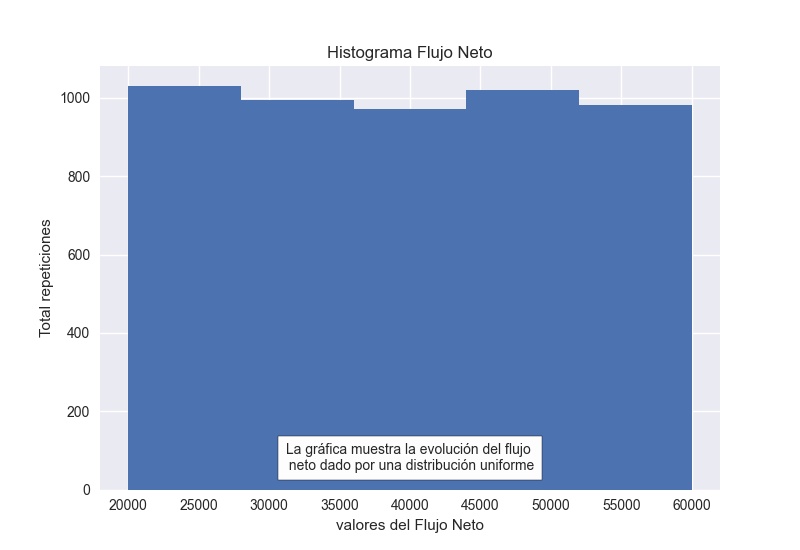 Histograma Flujo Neto
Total repeticiones
1000
800
600
400
200
0
La gráfica muestra la evolución del flujo
neto dado por una distribución uniforme
20000 25000 30000 35000 40000 45000 50000 55000 60000
valores del Flujo Neto